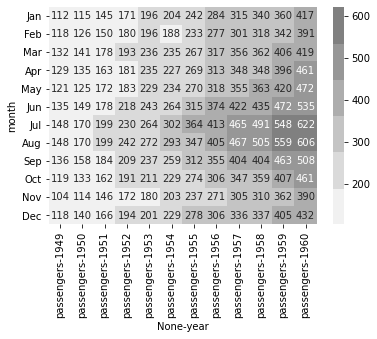 Jan 112 115 145 171 196 204 242 284 315 340 360 417
Feb 118 126 150 180 196 188 233 277 301 318 342 391
Mar 132 141 178 193 236 235 267 317 356 362 406 419
Apr 129 135 163 181 235 227 269 313 348 348 396 461
May 121 125 172 183 229 234 270 318 355 363 420 472
Jun 135 149 178 218 243 264 315 374 422 435 472 535
Jul 148 170 199 230 264 302 364 413 465 491 548 622
Aug 148 170 199 242 272 293 347 405 467 505 559 606
Sep 136 158 184 209 237 259 312 355 404 404 463 508
Oct 119 133 162 191 211 229 274 306 347 359 407 461
Nov 104 114 146 172 180 203 237 271 305 310 362 390
Dec 118 140 166 194 201 229 278 306 336 337 405 432
month
passengers-1949
passengers-1950
passengers-1951
passengers-1952
passengers-1953
passengers-1954
passengers-1955
passengers-1956
passengers-1957
passengers-1958
passengers-1959
passengers-1960
None-year
600
500
400
300
200